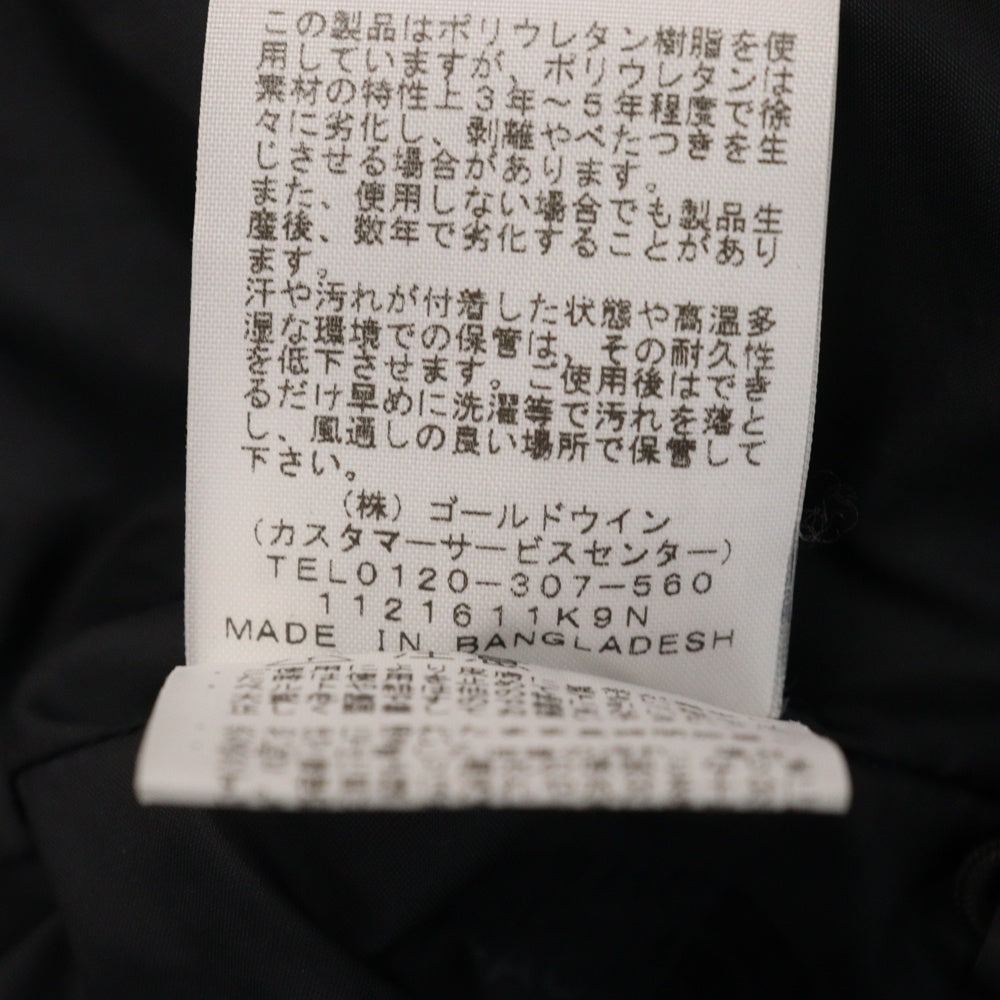 この製品はポリウレタン樹脂を使
用していますが、ポリウレタンは
素材の特性上、3年～5年程度で徐
々に劣化し、剥離やべたつきを生
じさせる場合があります。
また、使用しない場合でも製品生
産後、数年で劣化することがあり
ます。
汗や汚れが付着した状態や高温多
湿な環境での保管は、その耐久性
を低下させます。ご使用後はでき
るだけ早めに洗濯等で汚れを落と
し、風通しの良い場所で保管して
下さい。
(株)ゴールドウイン
(カスタマーサービスセンター)
TEL0120-307-560
1121611K9N
MADE IN BANGLADESH